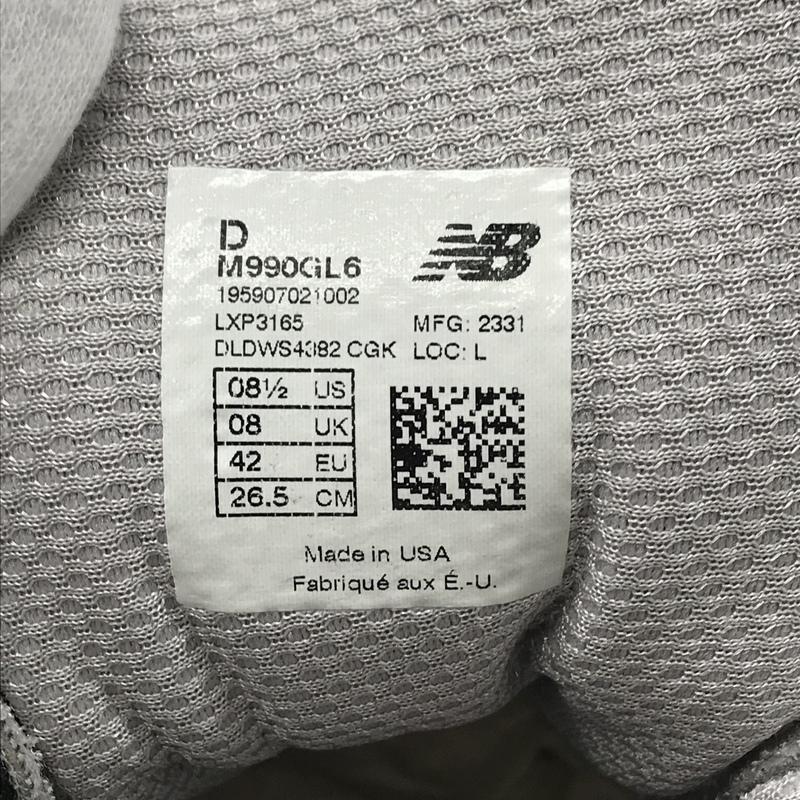 D
NB
M990GL6
195907021002
LXP3165 MFG: 2331
DLDWS4382 CGK LOC: L
08½ US
08 UK
42 EU
26.5 CM
Made in USA
Fabriqué aux É.-U.